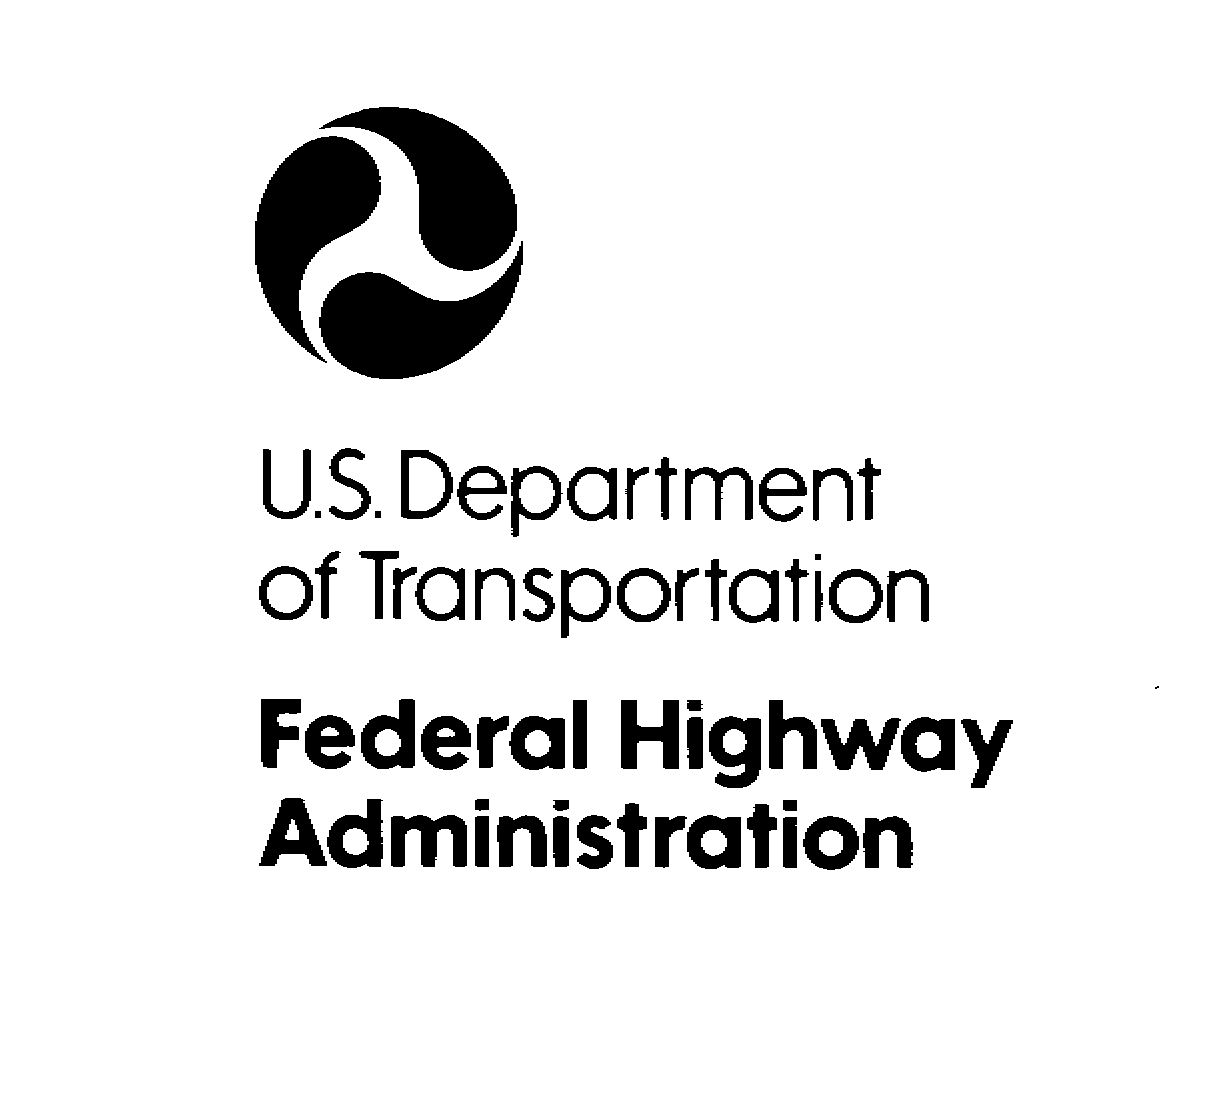 U.S. Department
of Transportation
Federal Highway
Administration